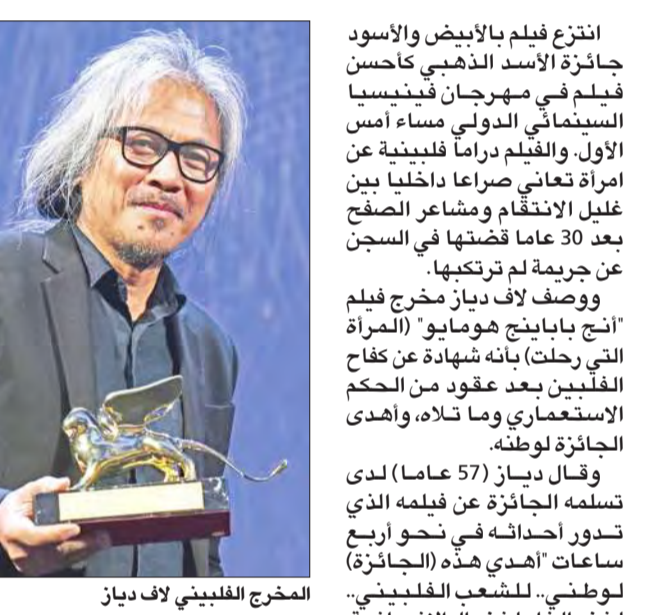 انتزع فيلم بالأبيض والأسود
جائزة الأسد الذهبي كأحسن
فيلم في مهرجان فينيسيا
السينمائي الدولي مساء أمس
الأول. والفيلم دراما فلبينية عن
امرأة تعاني صراعا داخليا بين
غليل الانتقام ومشاعر الصفح
بعد 30 عاما قضتها في السجن
عن جريمة لم ترتكبها.
ووصف لاف دياز مخرج فيلم
"أنج باباينج هومايو" (المرأة
التي رحلت) بأنه شهادة عن كفاح
الفلبين بعد عقود من الحكم
الاستعماري وما تلاه، وأهدى
الجائزة لوطنه.
وقال دياز (57 عاما) لدى
تسلمه الجائزة عن فيلمه الذي
تدور أحداثه في نحو أربع
ساعات "أهدي هذه (الجائزة)
لوطني.. للشعب الفلبيني..
المخرج الفلبيني لاف دياز